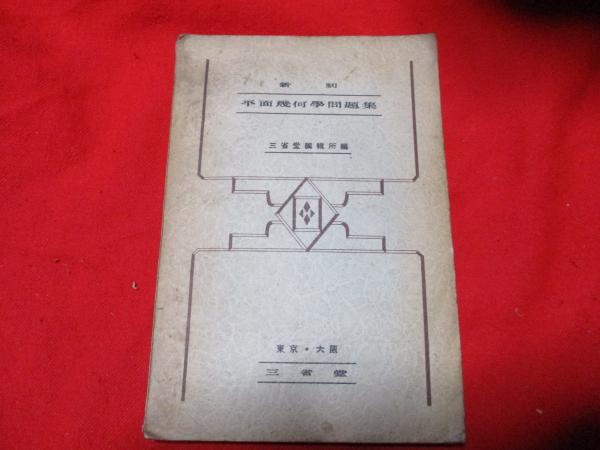 新制
平面幾何學問題集
三省堂編輯所編
東京・大阪
三省堂